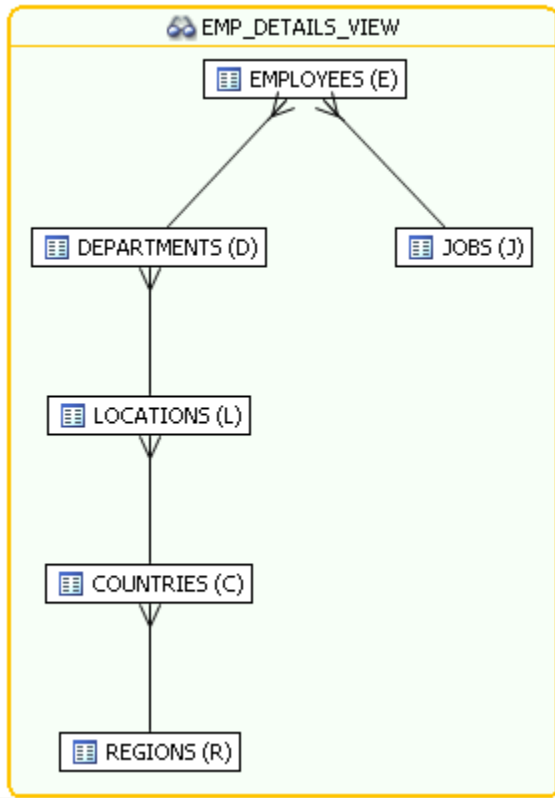 EMP_DETAILS_VIEW
EMPLOYEES (E)
DEPARTMENTS (D)
JOBS (J)
LOCATIONS (L)
COUNTRIES (C)
REGIONS (R)